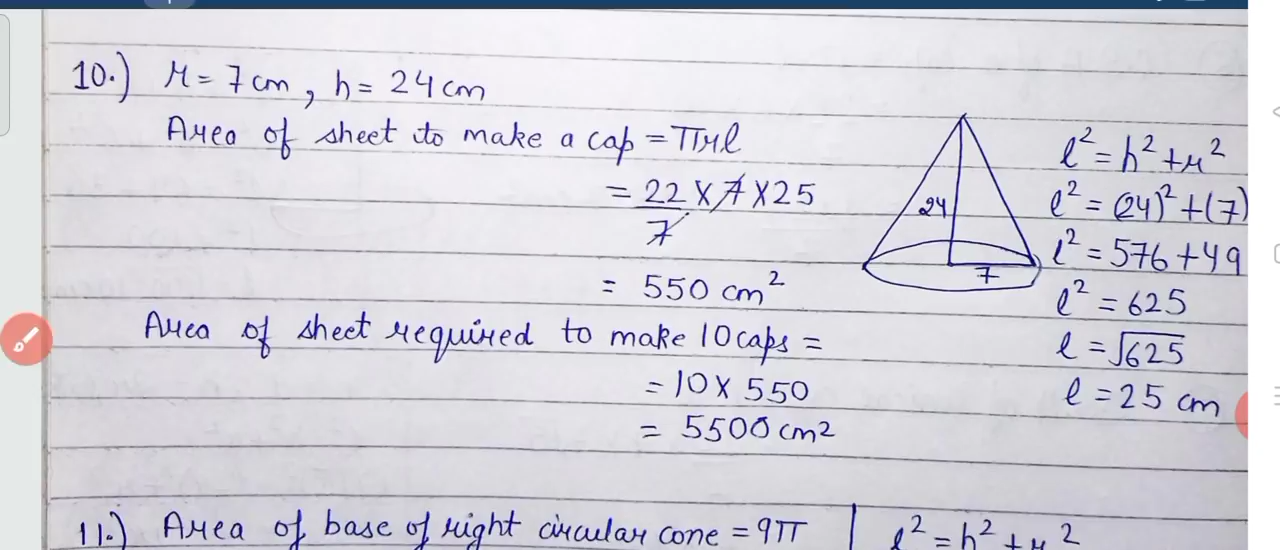 10.) r = 7 cm, h = 24 cm
Area of sheet to make a cap = πrl
= 22/7 × 7 × 25
= 550 cm²
Area of sheet required to make 10 caps =
= 10 × 550
= 5500 cm²
24
7
l² = h² + r²
l² = (24)² + (7)
l² = 576 + 49
l² = 625
l = √625
l = 25 cm
11.) Area of base of right circular cone = 9π
l² = h² + r²